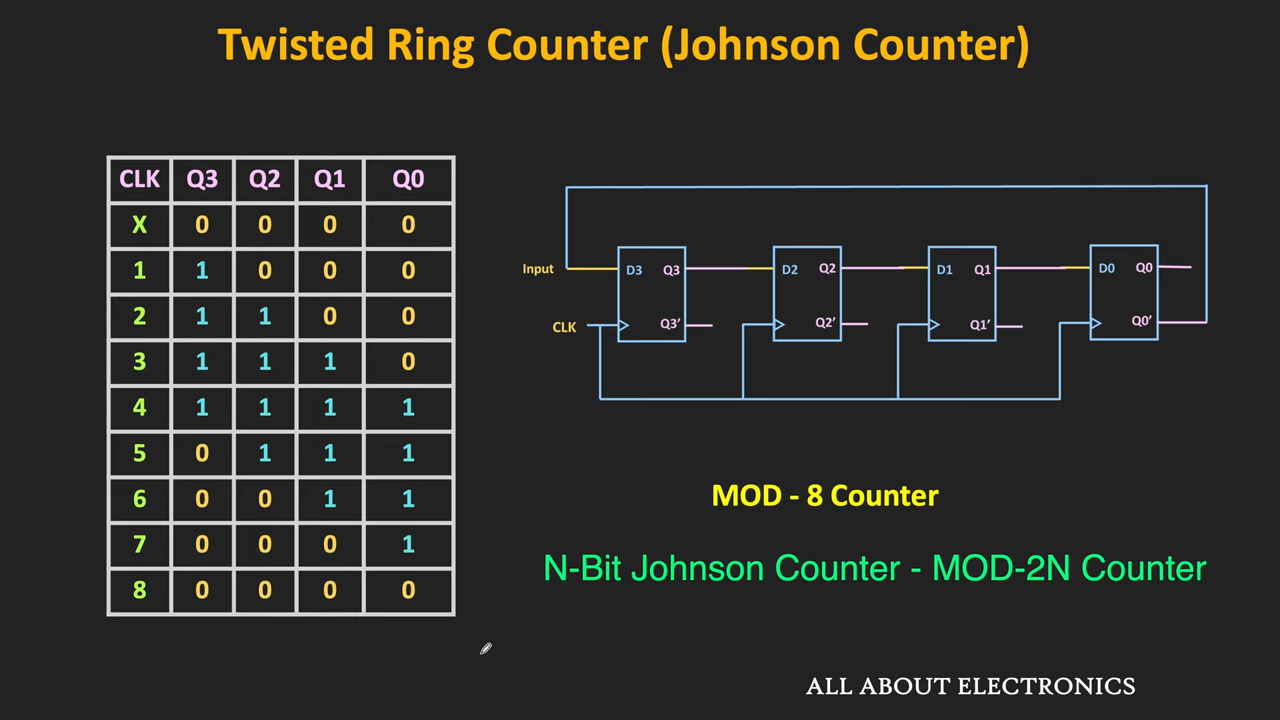 Twisted Ring Counter (Johnson Counter)
CLK Q3 Q2 Q1 Q0
X 0 0 0 0
1 1 0 0 0
2 1 1 0 0
3 1 1 1 0
4 1 1 1 1
5 0 1 1 1
6 0 0 1 1
7 0 0 0 1
8 0 0 0 0
Input D3 Q3 D2 Q2 D1 Q1 D0 Q0
CLK Q3' Q2' Q1' Q0'
MOD - 8 Counter
N-Bit Johnson Counter - MOD-2N Counter
ALL ABOUT ELECTRONICS